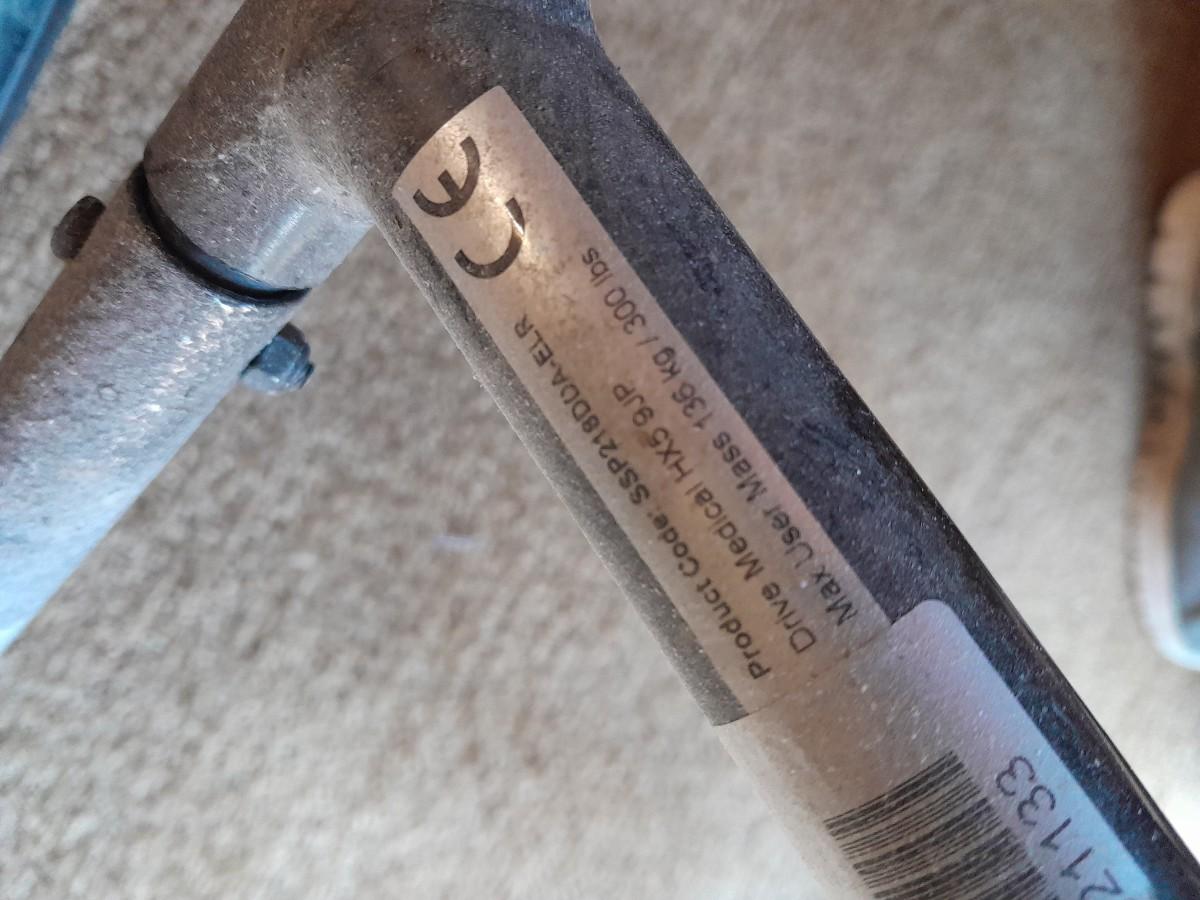 CE
Product Code: SSP218DDA-ELR
Drive Medical HX5 9JP
Max User Mass 136 kg / 300 lbs
21133